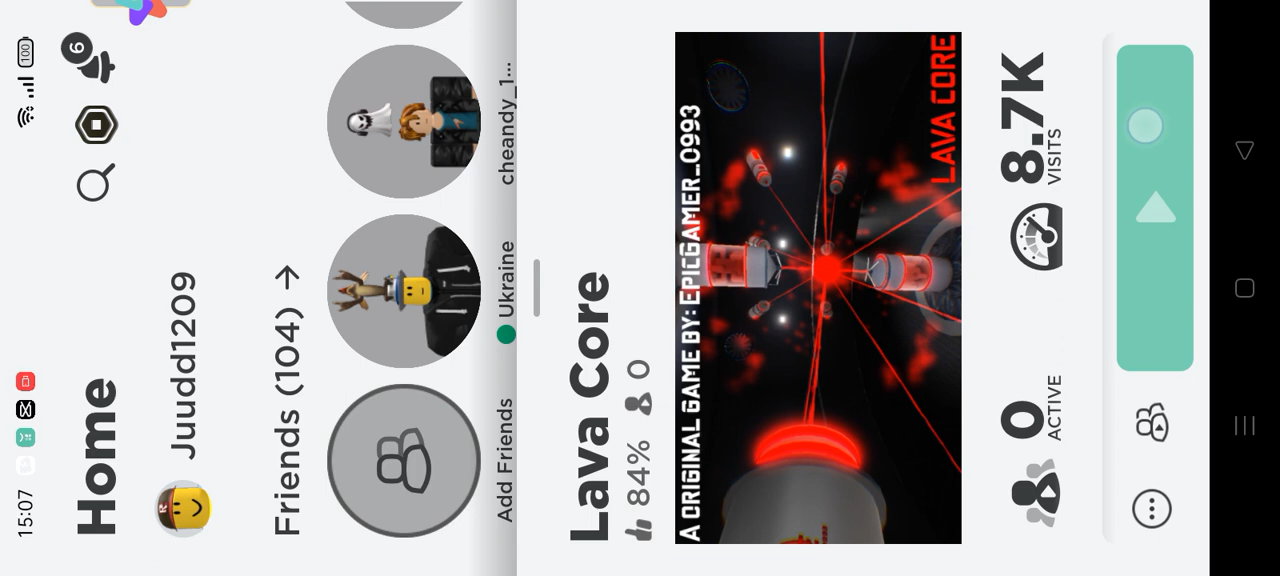 15:07
100
Home
6
Juudd1209
Friends (104) →
Add Friends
Ukraine
cheandy_1...
Lava Core
84% 0
A ORIGINAL GAME BY: EPICGAMER_0993
LAVA CORE
0
ACTIVE
8.7K
VISITS